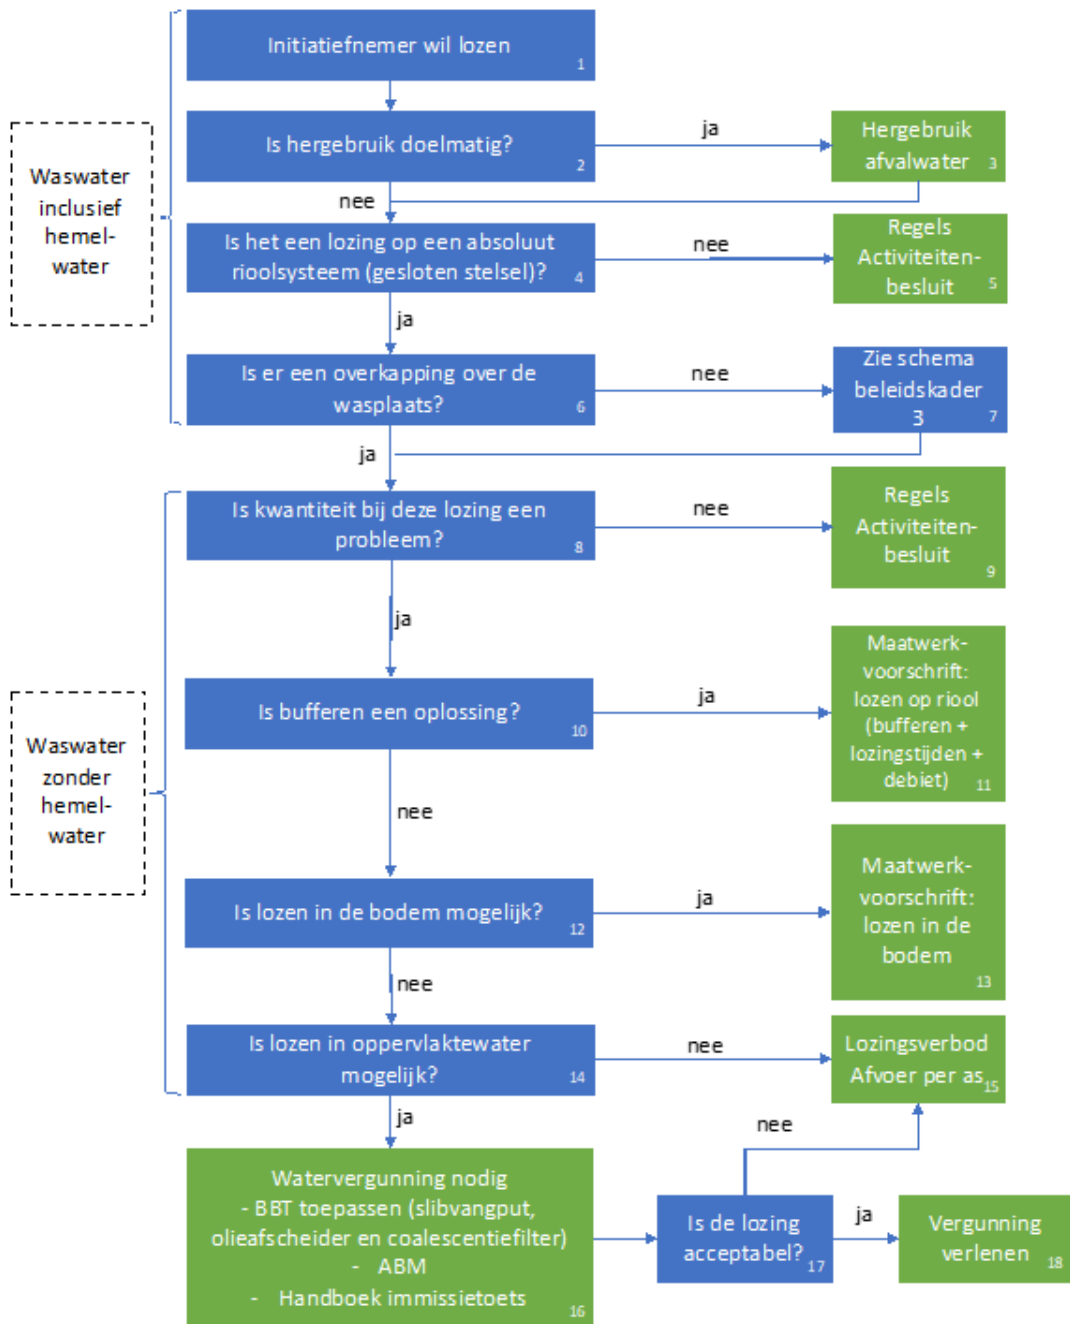 Initiatiefnemer wil lozen
1
Is hergebruik doelmatig?
2
ja
Hergebruik
afvalwater
3
Waswater
inclusief
hemel-
water
nee
Is het een lozing op een absoluut
rioolsysteem (gesloten stelsel)?
4
nee
Regels
Activiteiten-
besluit
5
ja
Is er een overkapping over de
wasplaats?
6
nee
Zie schema
beleidskader
3
7
ja
Is kwantiteit bij deze lozing een
probleem?
8
nee
Regels
Activiteiten-
besluit
9
ja
Is bufferen een oplossing?
10
ja
Maatwerk-
voorschrift:
lozen op riool
(bufferen +
lozingstijden +
debiet)
11
Waswater
zonder
hemel-
water
nee
Is lozen in de bodem mogelijk?
12
ja
Maatwerk-
voorschrift:
lozen in de
bodem
13
nee
Is lozen in oppervlaktewater
mogelijk?
14
nee
Lozingsverbod
Afvoer per as
15
ja
nee
Watervergunning nodig
- BBT toepassen (slibvangput,
olieafscheider en coalescentiefilter)
- ABM
- Handboek immissietoets
16
Is de lozing
acceptabel?
17
ja
Vergunning
verlenen
18